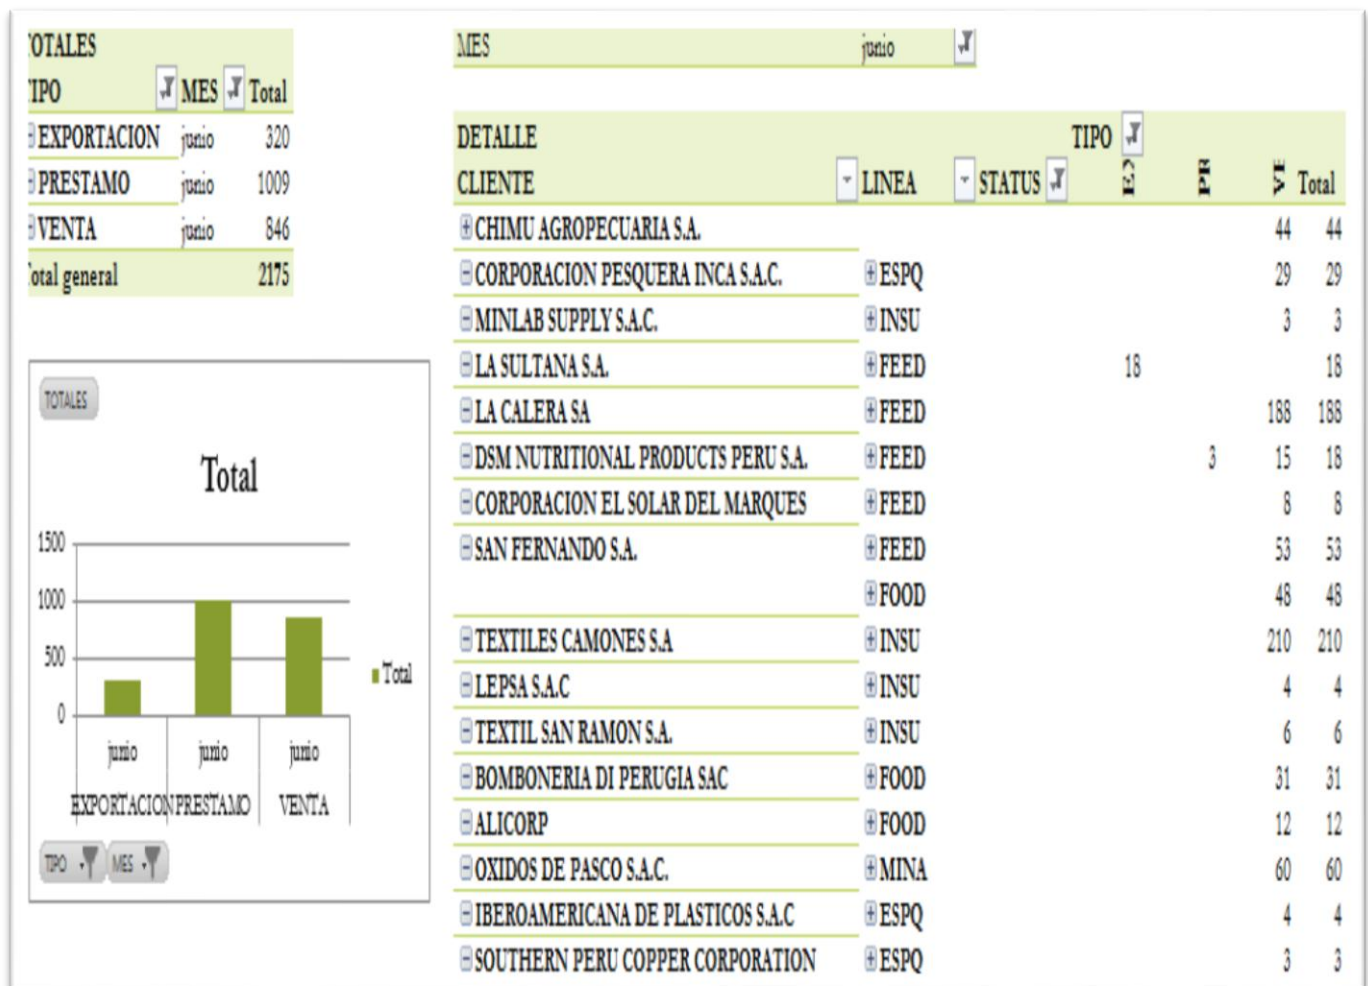 OTALES
TIPO MES Total
EXPORTACION junio 320
PRESTAMO junio 1009
VENTA junio 846
otal general 2175
TOTALES
Total
1500
1000
500
0
junio junio junio
EXPORTACION PRESTAMO VENTA
Total
TIPO MES
MES junio
DETALLE TIPO
CLIENTE LINEA STATUS EX PR VE Total
CHIMU AGROPECUARIA S.A. 44 44
CORPORACION PESQUERA INCA S.A.C. ESPQ 29 29
MINLAB SUPPLY S.A.C. INSU 3 3
LA SULTANA S.A. FEED 18 18
LA CALERA SA FEED 188 188
DSM NUTRITIONAL PRODUCTS PERU S.A. FEED 3 15 18
CORPORACION EL SOLAR DEL MARQUES FEED 8 8
SAN FERNANDO S.A. FEED 53 53
FOOD 48 48
TEXTILES CAMONES S.A INSU 210 210
LEPSA S.A.C INSU 4 4
TEXTIL SAN RAMON S.A. INSU 6 6
BOMBONERIA DI PERUGIA SAC FOOD 31 31
ALICORP FOOD 12 12
OXIDOS DE PASCO S.A.C. MINA 60 60
IBEROAMERICANA DE PLASTICOS S.A.C ESPQ 4 4
SOUTHERN PERU COPPER CORPORATION ESPQ 3 3